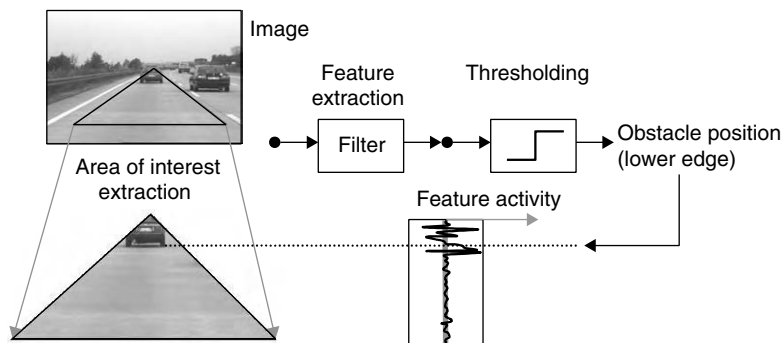 Image
Feature
extraction
Thresholding
Filter
Obstacle position
(lower edge)
Area of interest
extraction
Feature activity